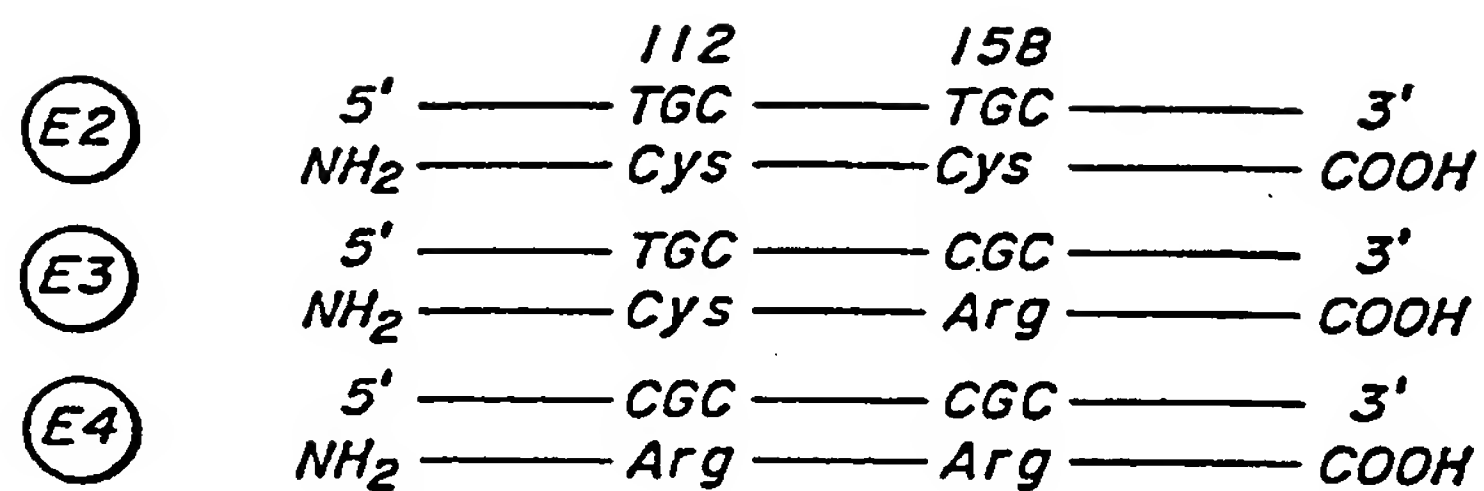 112 158
E2 5' TGC TGC 3'
NH2 Cys Cys COOH
E3 5' TGC CGC 3'
NH2 Cys Arg COOH
E4 5' CGC CGC 3'
NH2 Arg Arg COOH